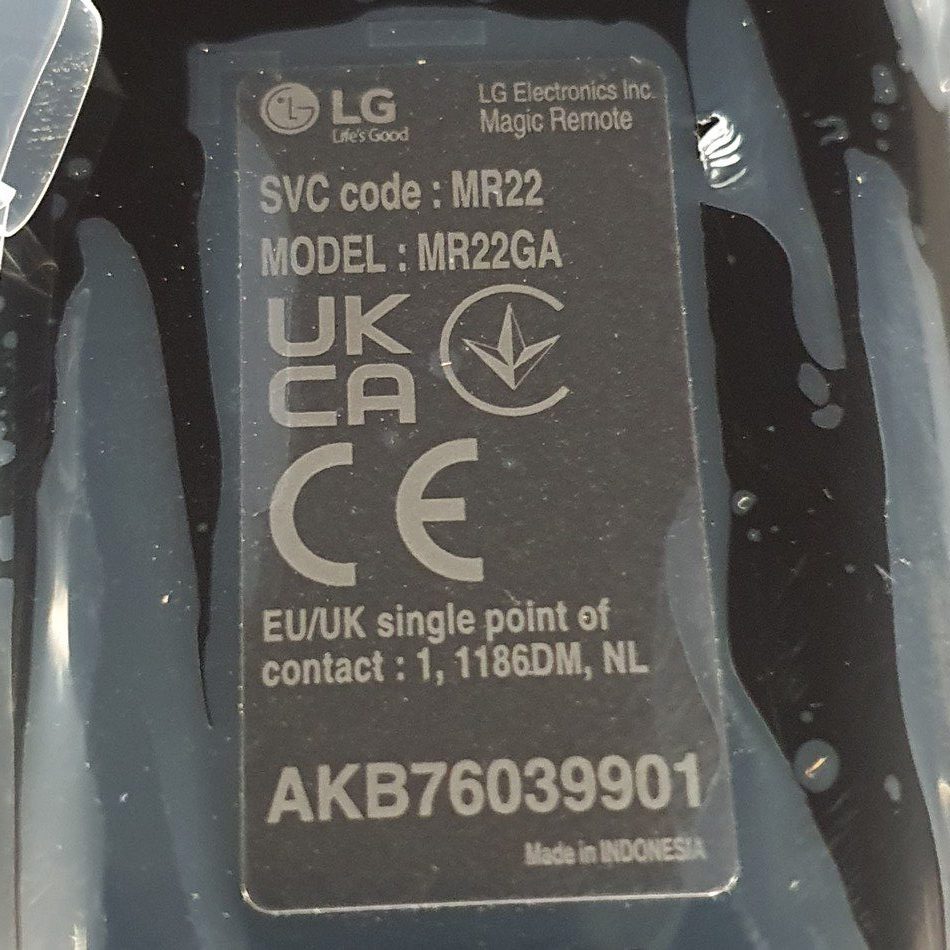 LG
Life's Good
LG Electronics Inc.
Magic Remote
SVC code : MR22
MODEL : MR22GA
UK
CA
CE
EU/UK single point of
contact : 1, 1186DM, NL
AKB76039901
Made in INDONESIA